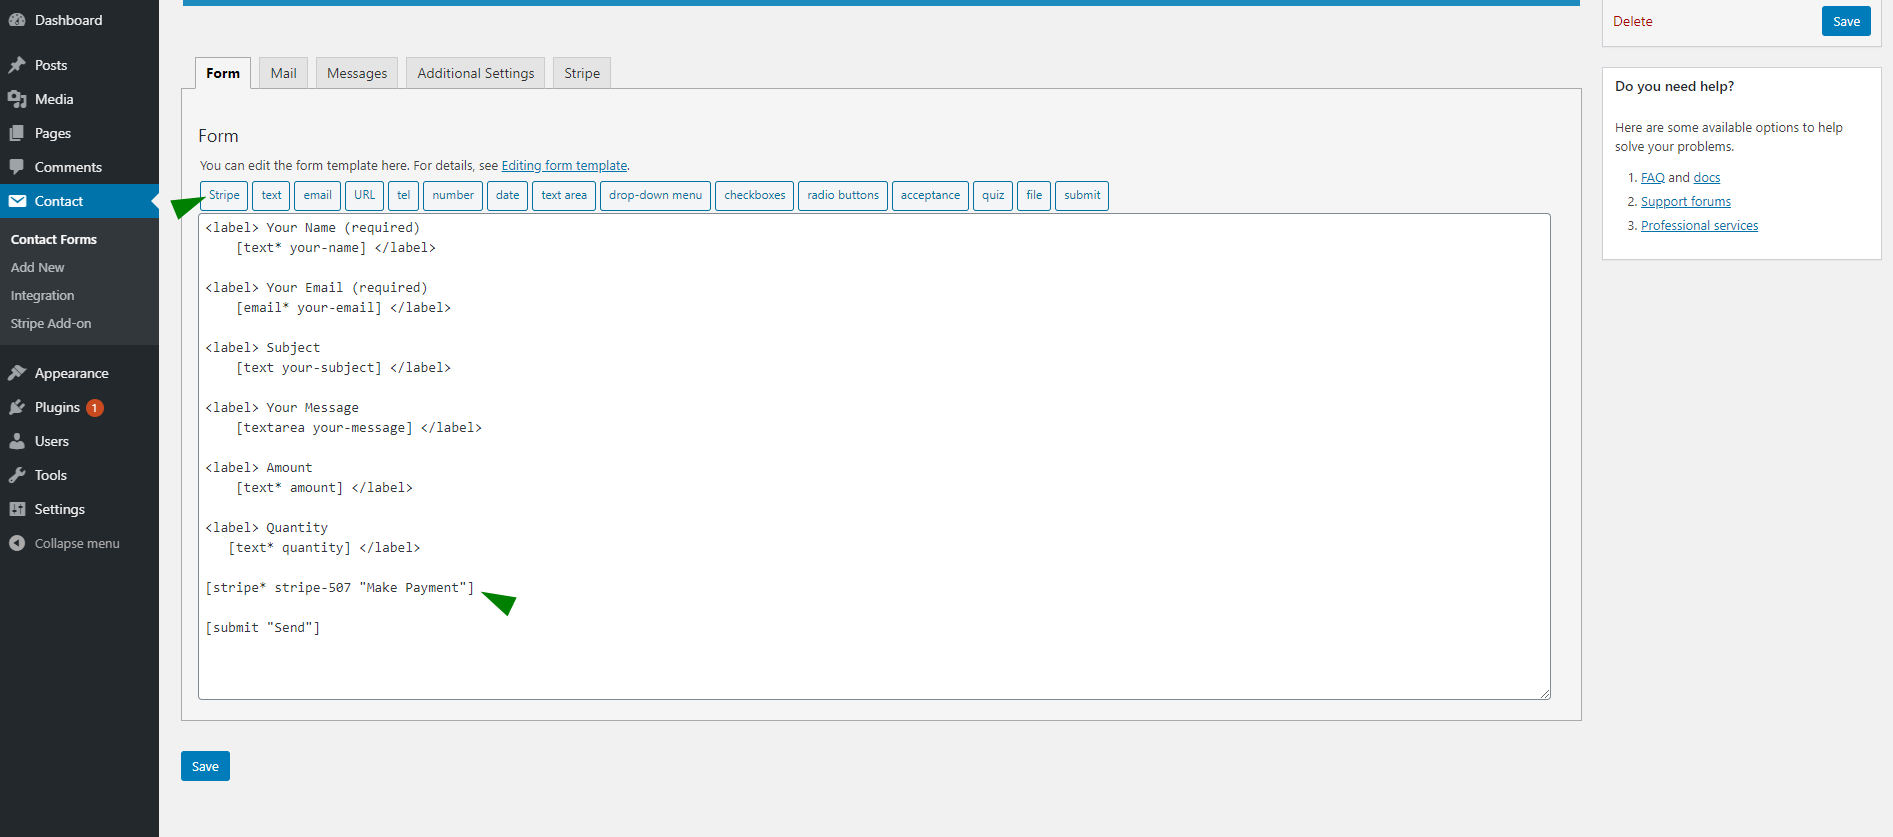 Dashboard
Posts
Media
Pages
Comments
Contact
Contact Forms
Add New
Integration
Stripe Add-on
Appearance
Plugins 1
Users
Tools
Settings
Collapse menu
Form Mail Messages Additional Settings Stripe
Form
You can edit the form template here. For details, see Editing form template.
Stripe text email URL tel number date text area drop-down menu checkboxes radio buttons acceptance quiz file submit
<label> Your Name (required)
[text* your-name] </label>
<label> Your Email (required)
[email* your-email] </label>
<label> Subject
[text your-subject] </label>
<label> Your Message
[textarea your-message] </label>
<label> Amount
[text* amount] </label>
<label> Quantity
[text* quantity] </label>
[stripe* stripe-507 "Make Payment"]
[submit "Send"]
Save
Delete Save
Do you need help?
Here are some available options to help
solve your problems.
1. FAQ and docs
2. Support forums
3. Professional services